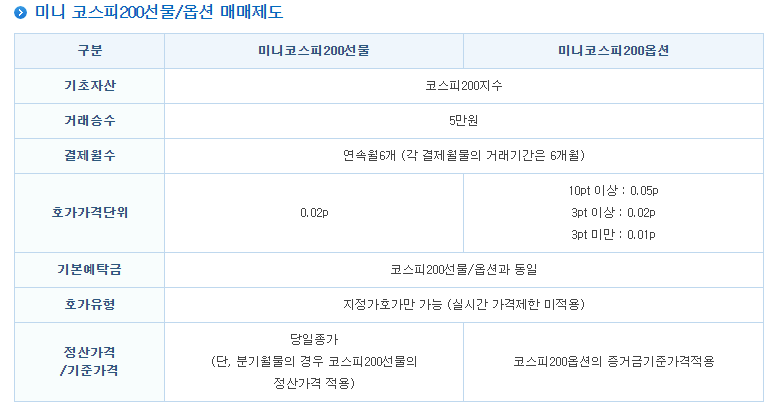 미니 코스피200선물/옵션 매매제도
구분 미니코스피200선물 미니코스피200옵션
기초자산 코스피200지수
거래승수 5만원
결제월수 연속월6개 (각 결제월물의 거래기간은 6개월)
호가가격단위 0.02p
10pt 이상 : 0.05p
3pt 이상 : 0.02p
3pt 미만 : 0.01p
기본예탁금 코스피200선물/옵션과 동일
호가유형 지정가호가만 가능 (실시간 가격제한 미적용)
정산가격
/기준가격
당일종가
(단, 분기월물의 경우 코스피200선물의
정산가격 적용)
코스피200옵션의 증거금기준가격적용